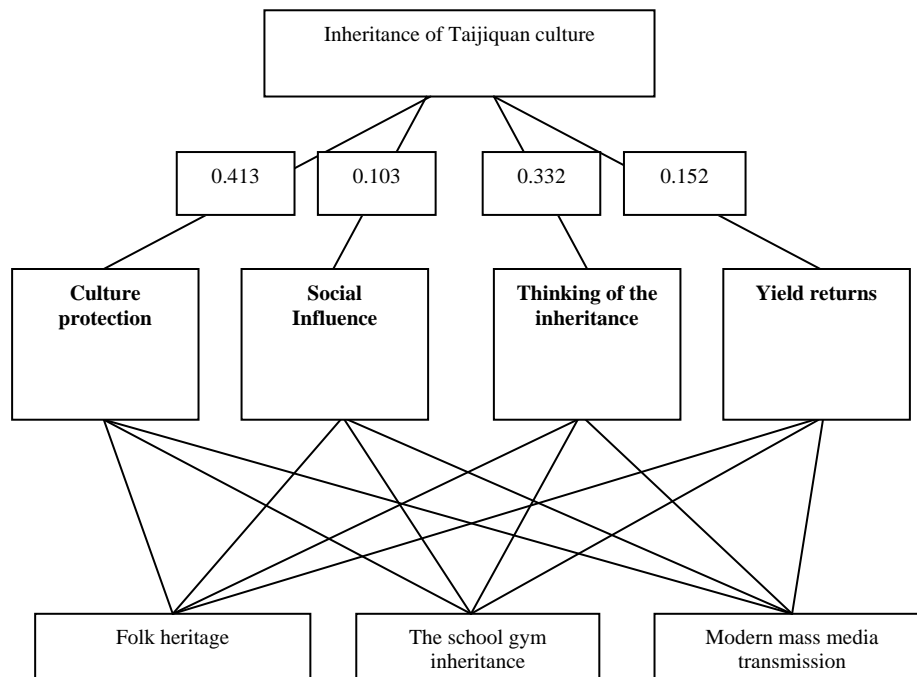 Inheritance of Taijiquan culture
0.413
0.103
0.332
0.152
Culture
protection
Social
Influence
Thinking of the
inheritance
Yield returns
Folk heritage
The school gym
inheritance
Modern mass media
transmission